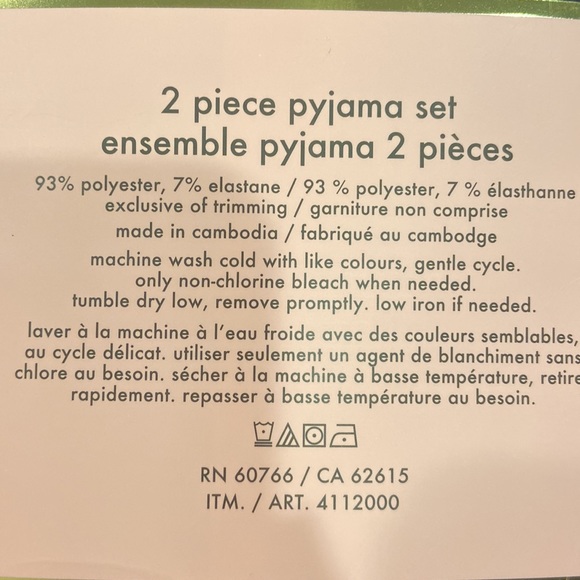 2 piece pyjama set
ensemble pyjama 2 pièces
93% polyester, 7% elastane / 93 % polyester, 7 % élasthanne
exclusive of trimming / garniture non comprise
made in cambodia / fabriqué au cambodge
machine wash cold with like colours, gentle cycle.
only non-chlorine bleach when needed.
tumble dry low, remove promptly. low iron if needed.
laver à la machine à l'eau froide avec des couleurs semblables,
au cycle délicat. utiliser seulement un agent de blanchiment sans
chlore au besoin. sécher à la machine à basse température, retire
rapidement. repasser à basse température au besoin.
RN 60766 / CA 62615
ITM. / ART. 4112000